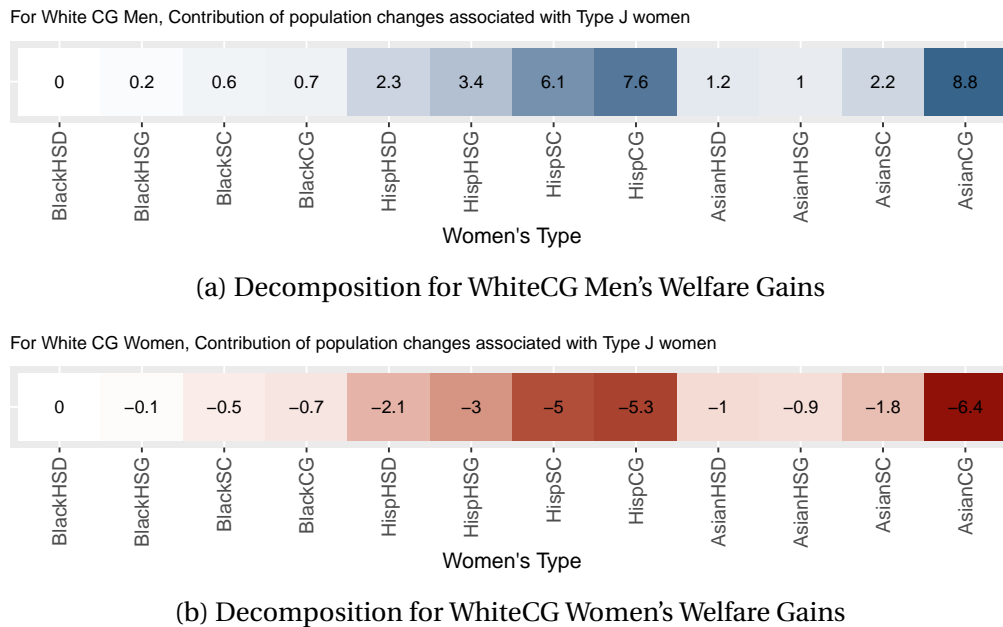 For White CG Men, Contribution of population changes associated with Type J women
0 0.2 0.6 0.7 2.3 3.4 6.1 7.6 1.2 1 2.2 8.8
BlackHSD BlackHSG BlackSC BlackCG HispHSD HispHSG HispSC HispCG AsianHSD AsianHSG AsianSC AsianCG
Women's Type
(a) Decomposition for WhiteCG Men’s Welfare Gains
For White CG Women, Contribution of population changes associated with Type J women
0 −0.1 −0.5 −0.7 −2.1 −3 −5 −5.3 −1 −0.9 −1.8 −6.4
BlackHSD BlackHSG BlackSC BlackCG HispHSD HispHSG HispSC HispCG AsianHSD AsianHSG AsianSC AsianCG
Women's Type
(b) Decomposition for WhiteCG Women’s Welfare Gains